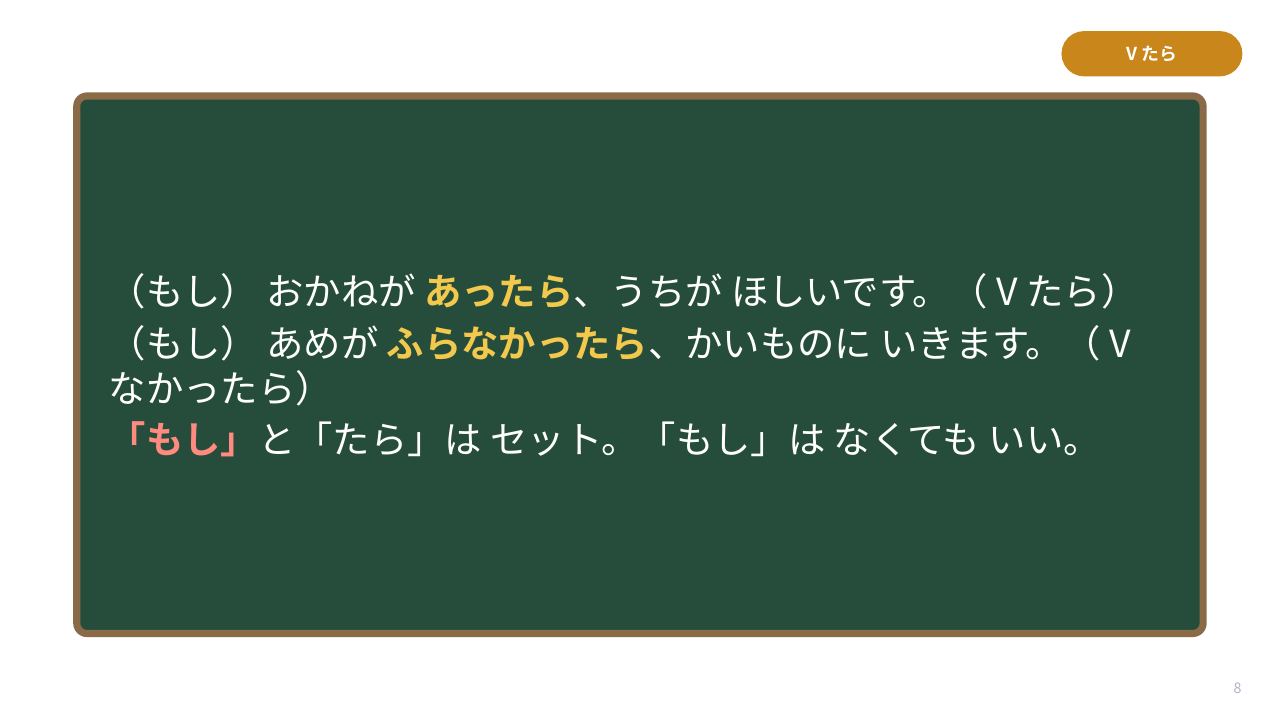 V たら
（もし） おかねが あったら、うちが ほしいです。（Ｖたら）
（もし） あめが ふらなかったら、かいものに いきます。（Ｖ
なかったら）
「もし」と「たら」は セット。「もし」は なくても いい。
8